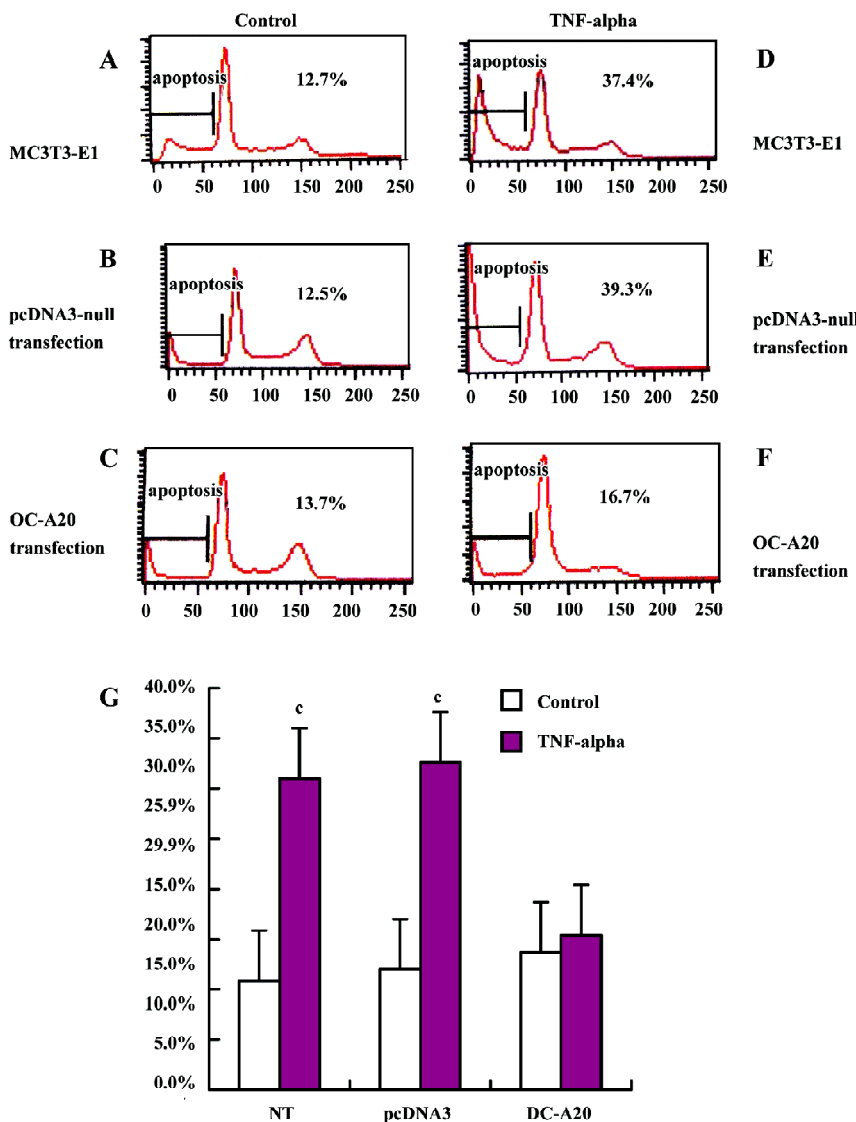 Control TNF-alpha
A apoptosis 12.7% apoptosis 37.4% D
MC3T3-E1 MC3T3-E1
0 50 100 150 200 250 0 50 100 150 200 250
B apoptosis 12.5% apoptosis 39.3% E
pcDNA3-null pcDNA3-null
transfection transfection
0 50 100 150 200 250 0 50 100 150 200 250
C apoptosis 13.7% apoptosis 16.7% F
OC-A20 OC-A20
transfection transfection
0 50 100 150 200 250 0 50 100 150 200 250
G
40.0%
35.0%
30.0%
25.9%
29.9%
15.0%
20.0%
15.0%
10.0%
5.0%
0.0%
c c
Control
TNF-alpha
NT pcDNA3 DC-A20